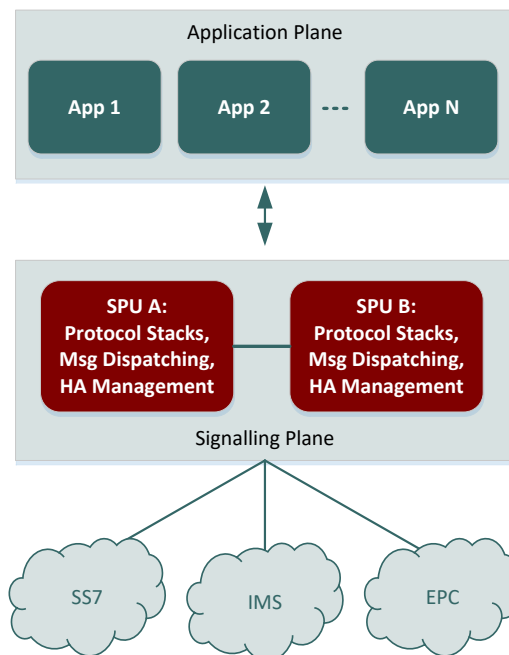 Application Plane
App 1
App 2
---
App N
SPU A:
Protocol Stacks,
Msg Dispatching,
HA Management
SPU B:
Protocol Stacks,
Msg Dispatching,
HA Management
Signalling Plane
SS7
IMS
EPC